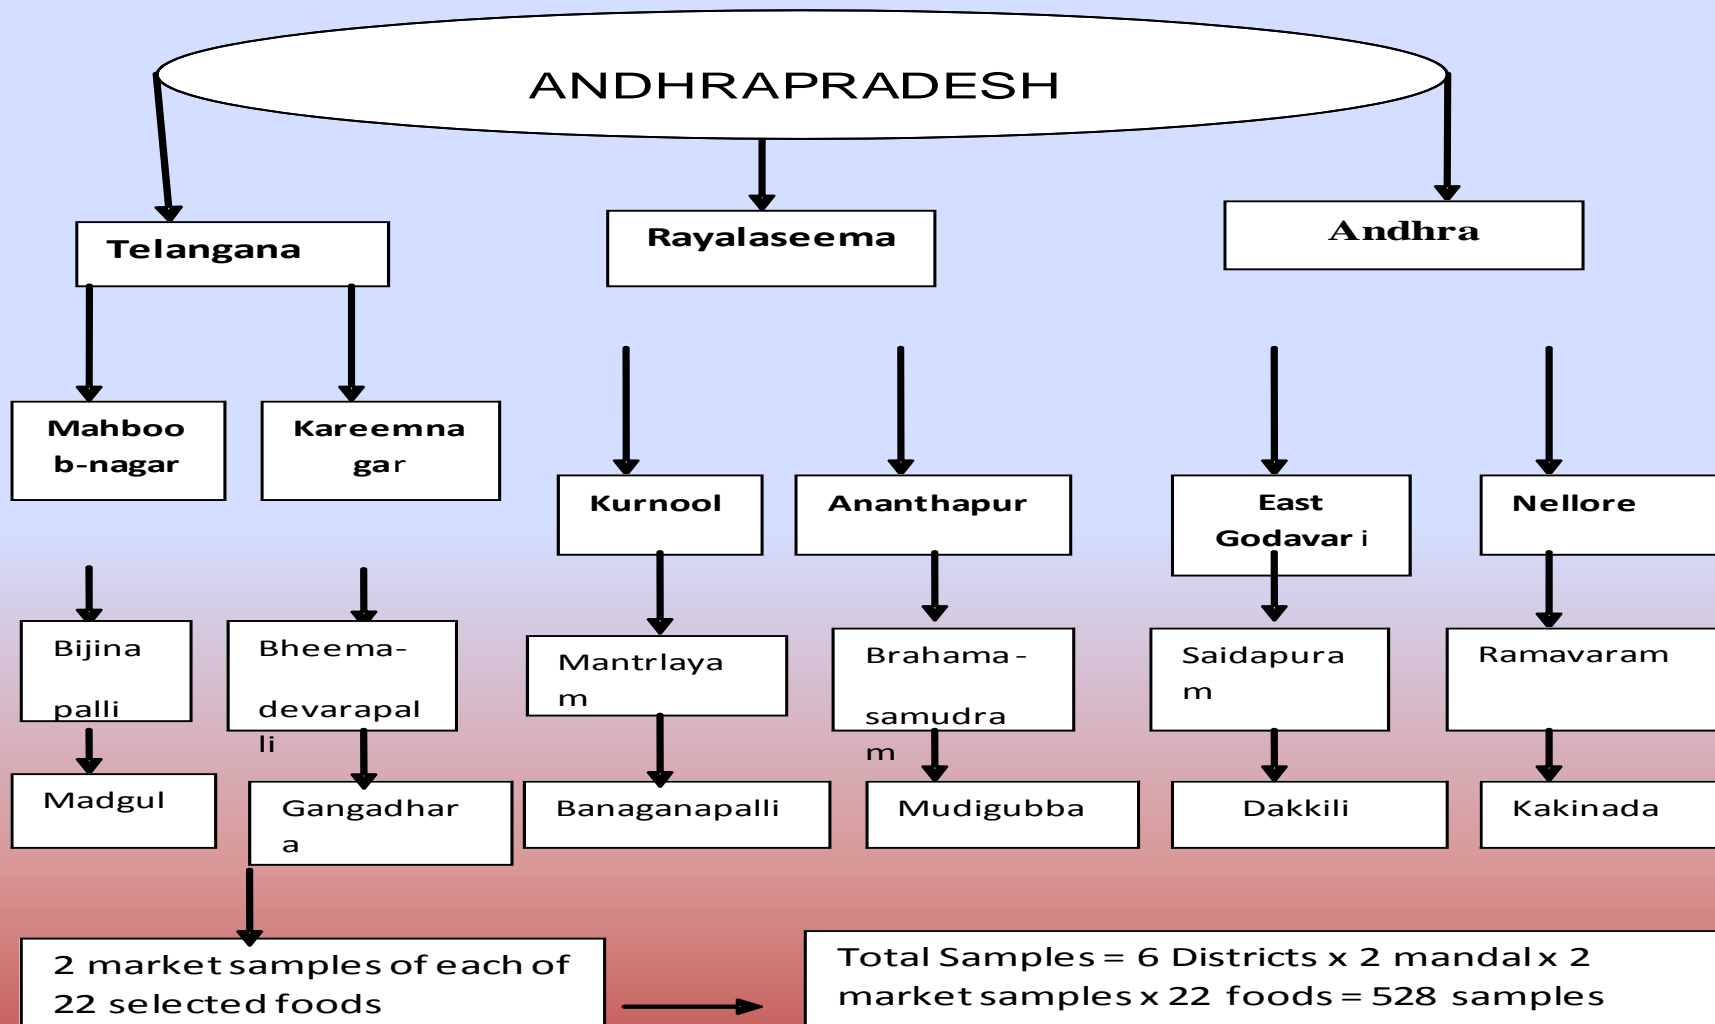 ANDHRAPRADESH
Telangana
Rayalaseema
Andhra
Mahboo
b-nagar
Kareemna
gar
Kurnool
Ananthapur
East
Godavari
Nellore
Bijina
palli
Bheema-
devarapal
li
Mantrlaya
m
Brahama-
samudra
m
Saidapura
m
Ramavaram
Madgul
Gangadhar
a
Banaganapalli
Mudigubba
Dakkili
Kakinada
2 market samples of each of
22 selected foods
Total Samples = 6 Districts x 2 mandal x 2
market samples x 22 foods = 528 samples